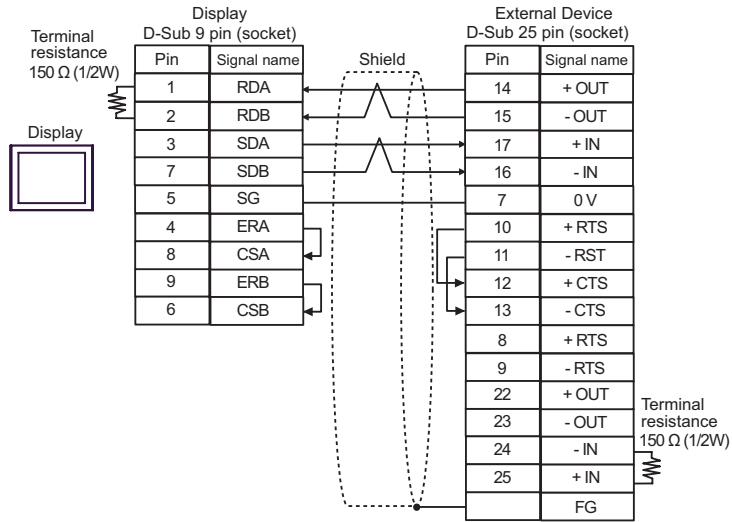 Display
D-Sub 9 pin (socket)
External Device
D-Sub 25 pin (socket)
Terminal
resistance
150 Ω (1/2W)
Display
Shield
Pin Signal name
1 RDA
2 RDB
3 SDA
7 SDB
5 SG
4 ERA
8 CSA
9 ERB
6 CSB
Pin Signal name
14 + OUT
15 - OUT
17 + IN
16 - IN
7 0 V
10 + RTS
11 - RST
12 + CTS
13 - CTS
8 + RTS
9 - RTS
22 + OUT
23 - OUT
24 - IN
25 + IN
FG
Terminal
resistance
150 Ω (1/2W)